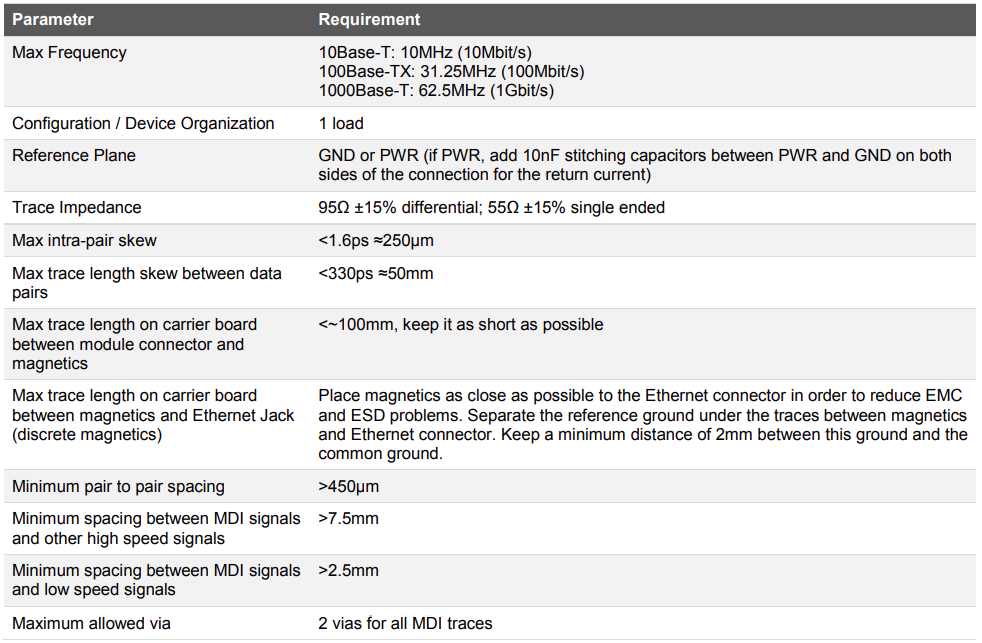 Parameter Requirement
Max Frequency 10Base-T: 10MHz (10Mbit/s)
100Base-TX: 31.25MHz (100Mbit/s)
1000Base-T: 62.5MHz (1Gbit/s)
Configuration / Device Organization 1 load
Reference Plane GND or PWR (if PWR, add 10nF stitching capacitors between PWR and GND on both
sides of the connection for the return current)
Trace Impedance 95Ω ±15% differential; 55Ω ±15% single ended
Max intra-pair skew <1.6ps ≈250μm
Max trace length skew between data <330ps ≈50mm
pairs
Max trace length on carrier board <~100mm, keep it as short as possible
between module connector and
magnetics
Max trace length on carrier board Place magnetics as close as possible to the Ethernet connector in order to reduce EMC
between magnetics and Ethernet Jack and ESD problems. Separate the reference ground under the traces between magnetics
(discrete magnetics) and Ethernet connector. Keep a minimum distance of 2mm between this ground and the
common ground.
Minimum pair to pair spacing >450μm
Minimum spacing between MDI signals >7.5mm
and other high speed signals
Minimum spacing between MDI signals >2.5mm
and low speed signals
Maximum allowed via 2 vias for all MDI traces